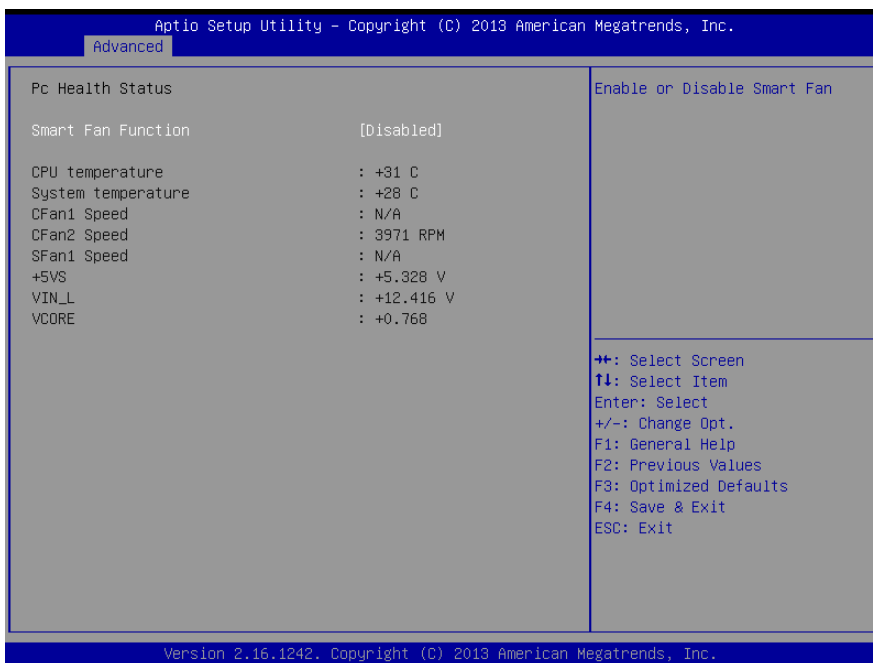 Aptio Setup Utility – Copyright (C) 2013 American Megatrends, Inc.
Advanced
Pc Health Status
Smart Fan Function [Disabled]
CPU temperature : +31 C
System temperature : +28 C
CFan1 Speed : N/A
CFan2 Speed : 3971 RPM
SFan1 Speed : N/A
+5VS : +5.328 V
VIN_L : +12.416 V
VCORE : +0.768
Enable or Disable Smart Fan
→←: Select Screen
↑↓: Select Item
Enter: Select
+/-: Change Opt.
F1: General Help
F2: Previous Values
F3: Optimized Defaults
F4: Save & Exit
ESC: Exit
Version 2.16.1242. Copyright (C) 2013 American Megatrends, Inc.